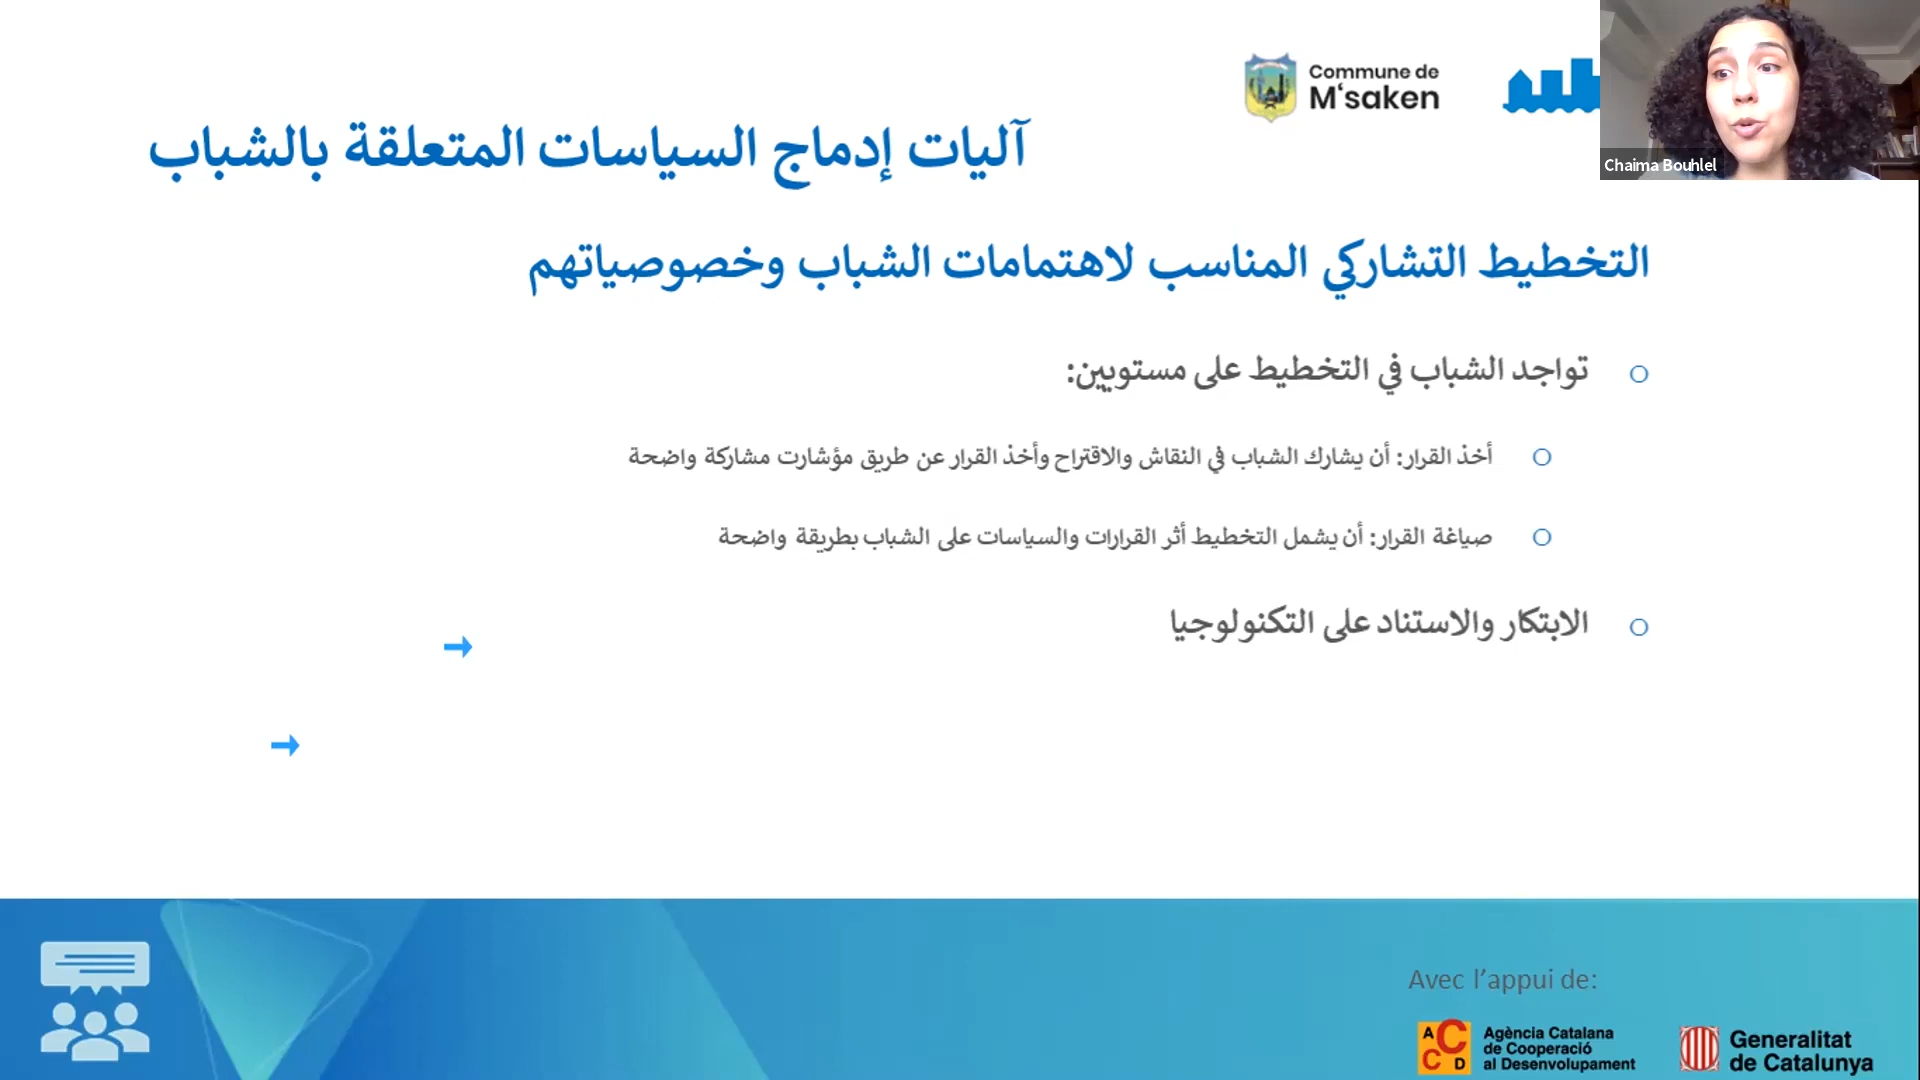 Commune de
M‘saken
Chaima Bouhlel
آليات إدماج السياسات المتعلقة بالشباب
التخطيط التشاركي المناسب لاهتمامات الشباب وخصوصياتهم
تواجد الشباب في التخطيط على مستويين:
أخذ القرار: أن يشارك الشباب في النقاش والاقتراح وأخذ القرار عن طريق مؤشارت مشاركة واضحة
صياغة القرار: أن يشمل التخطيط أثر القرارات والسياسات على الشباب بطريقة واضحة
الابتكار والاستناد على التكنولوجيا
Avec l’appui de:
ACCD
Agència Catalana
de Cooperació
al Desenvolupament
Generalitat
de Catalunya